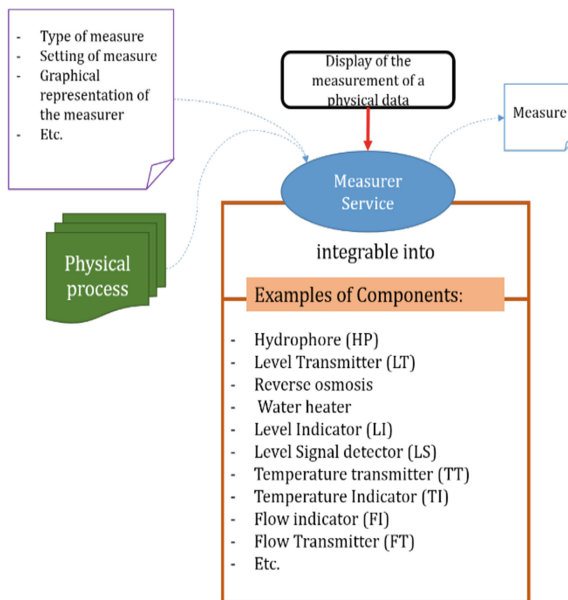 - Type of measure
- Setting of measure
- Graphical
representation of
the measurer
- Etc.
Display of the
measurement of a
physical data
Measure
Measurer
Service
Physical
process
integrable into
Examples of Components:
- Hydrophore (HP)
- Level Transmitter (LT)
- Reverse osmosis
- Water heater
- Level Indicator (LI)
- Level Signal detector (LS)
- Temperature transmitter (TT)
- Temperature Indicator (TI)
- Flow indicator (FI)
- Flow Transmitter (FT)
- Etc.